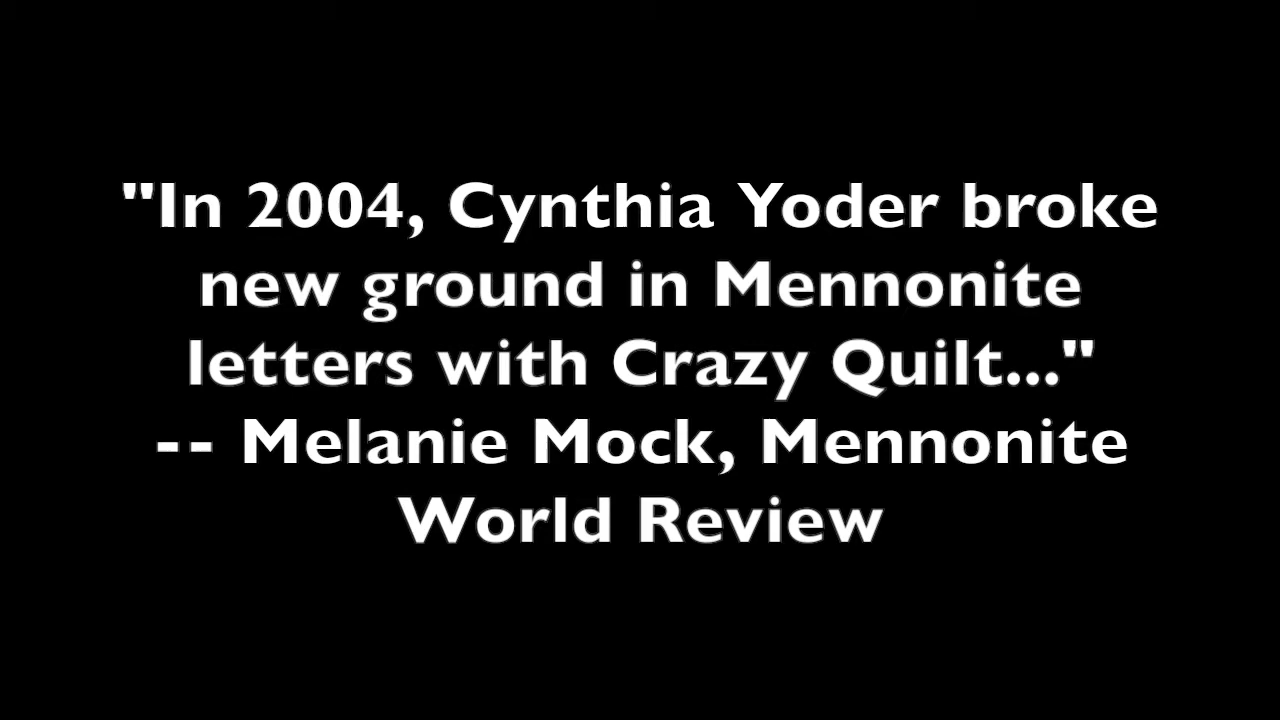 "In 2004, Cynthia Yoder broke
new ground in Mennonite
letters with Crazy Quilt..."
-- Melanie Mock, Mennonite
World Review